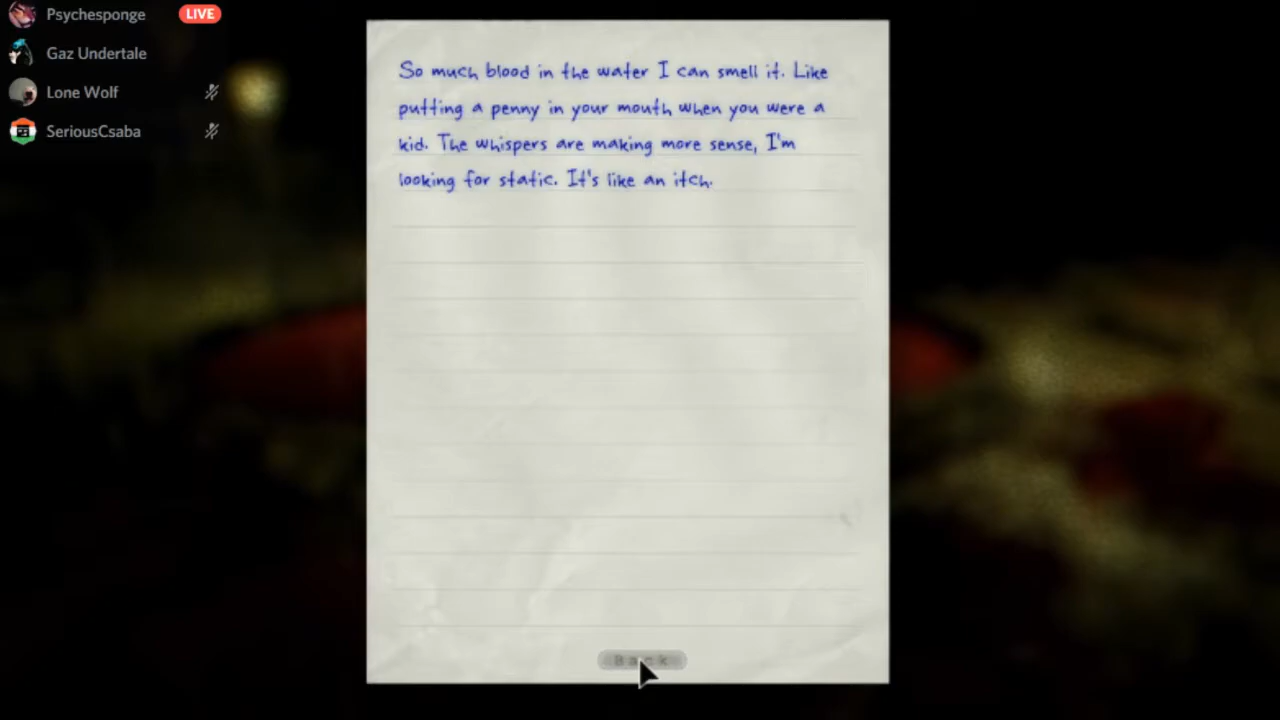 Psychesponge LIVE
Gaz Undertale
Lone Wolf
SeriousCsaba
So much blood in the water I can smell it. Like
putting a penny in your mouth when you were a
kid. The whispers are making more sense, I'm
looking for static. It's like an itch.
Back